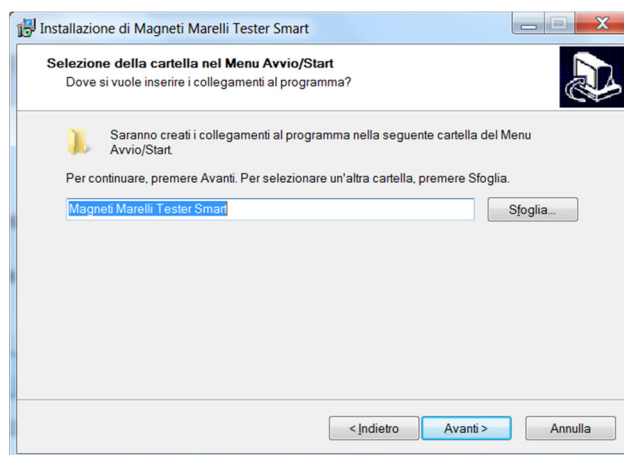 Installazione di Magneti Marelli Tester Smart
Selezione della cartella nel Menu Avvio/Start
Dove si vuole inserire i collegamenti al programma?
Saranno creati i collegamenti al programma nella seguente cartella del Menu
Avvio/Start.
Per continuare, premere Avanti. Per selezionare un'altra cartella, premere Sfoglia.
Magneti Marelli Tester Smart
Sfoglia...
< Indietro
Avanti >
Annulla